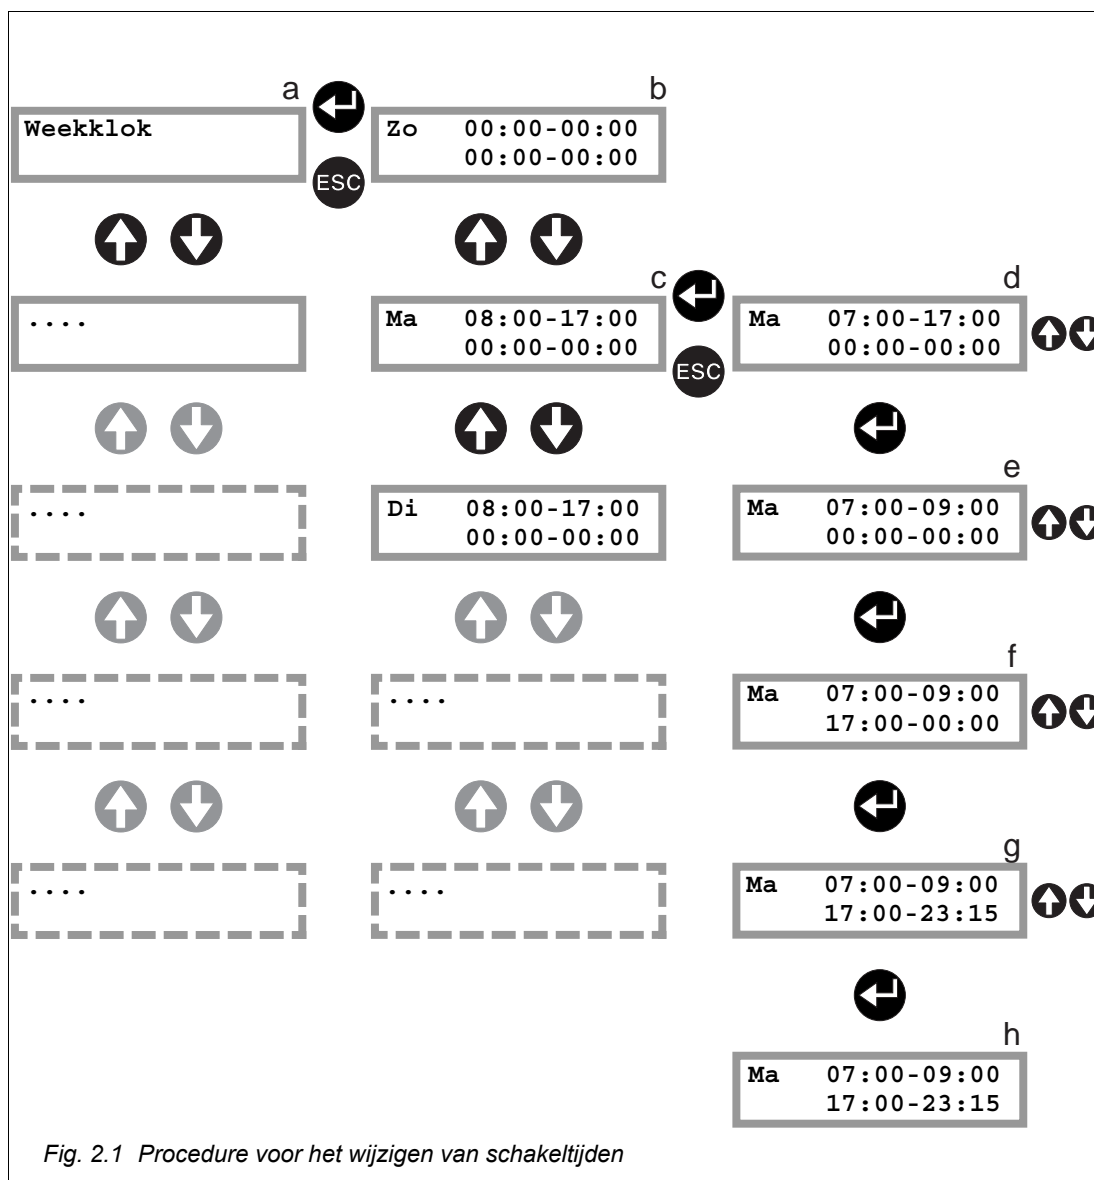 a
b
Weekklok
Zo 00:00-00:00
00:00-00:00
ESC
c
d
....
Ma 08:00-17:00
00:00-00:00
ESC
Ma 07:00-17:00
00:00-00:00
e
....
Di 08:00-17:00
00:00-00:00
Ma 07:00-09:00
00:00-00:00
f
....
....
Ma 07:00-09:00
17:00-00:00
g
....
....
Ma 07:00-09:00
17:00-23:15
h
Ma 07:00-09:00
17:00-23:15
Fig. 2.1 Procedure voor het wijzigen van schakeltijden